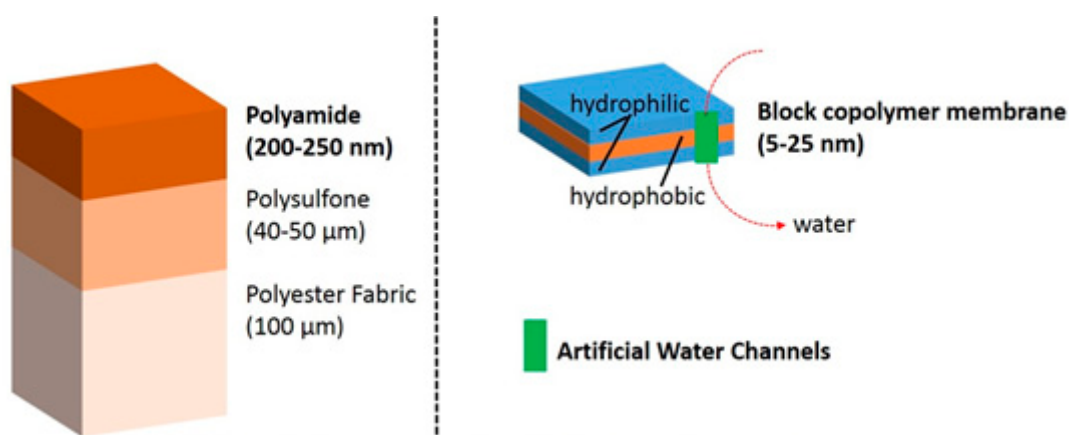 Polyamide
(200-250 nm)
Polysulfone
(40-50 μm)
Polyester Fabric
(100 μm)
hydrophilic
hydrophobic
Block copolymer membrane
(5-25 nm)
water
Artificial Water Channels